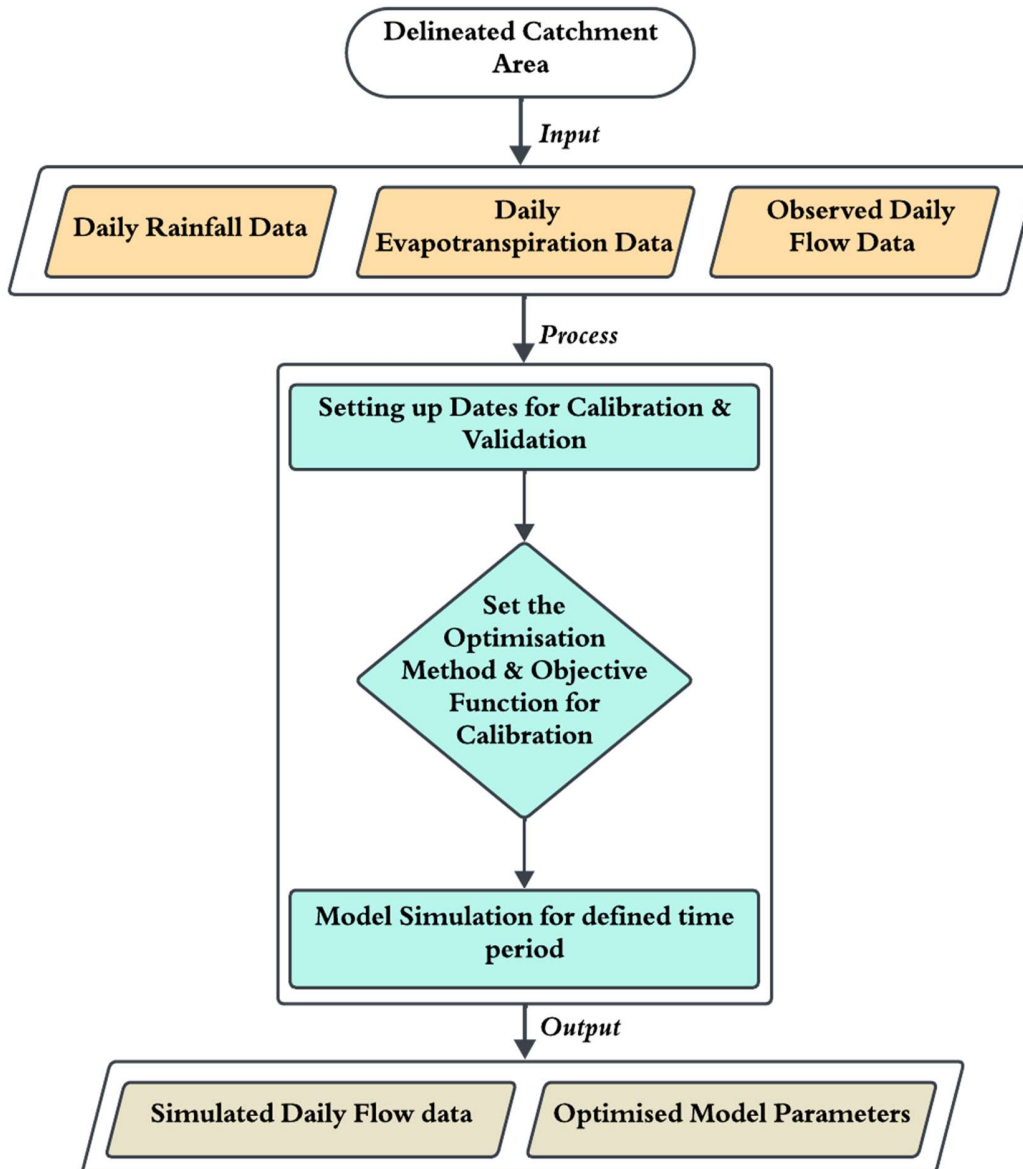 Delineated Catchment
Area
Input
Daily Rainfall Data
Daily
Evapotranspiration Data
Observed Daily
Flow Data
Process
Setting up Dates for Calibration &
Validation
Set the
Optimisation
Method & Objective
Function for
Calibration
Model Simulation for defined time
period
Output
Simulated Daily Flow data
Optimised Model Parameters